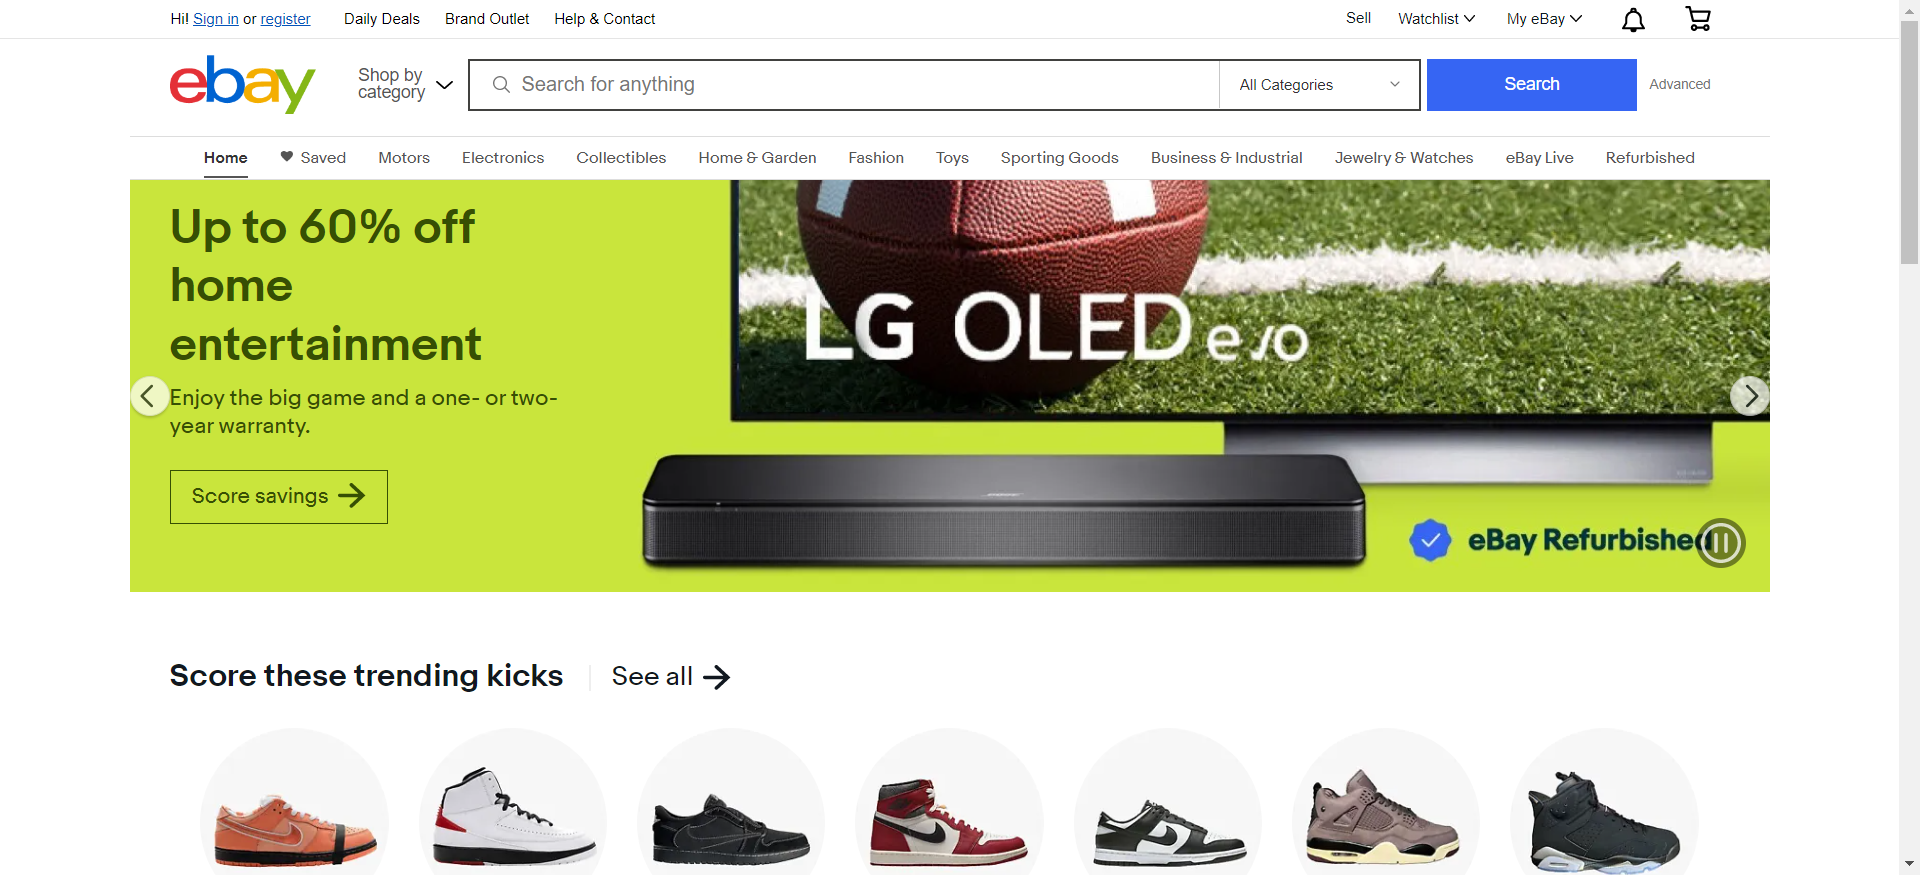 Hi! Sign in or register Daily Deals Brand Outlet Help & Contact Sell Watchlist My eBay
ebay
Shop by
category
Search for anything All Categories Search Advanced
Home Saved Motors Electronics Collectibles Home & Garden Fashion Toys Sporting Goods Business & Industrial Jewelry & Watches eBay Live Refurbished
Up to 60% off
home
entertainment
Enjoy the big game and a one- or two-
year warranty.
Score savings
LG OLED evo
eBay Refurbished
Score these trending kicks See all